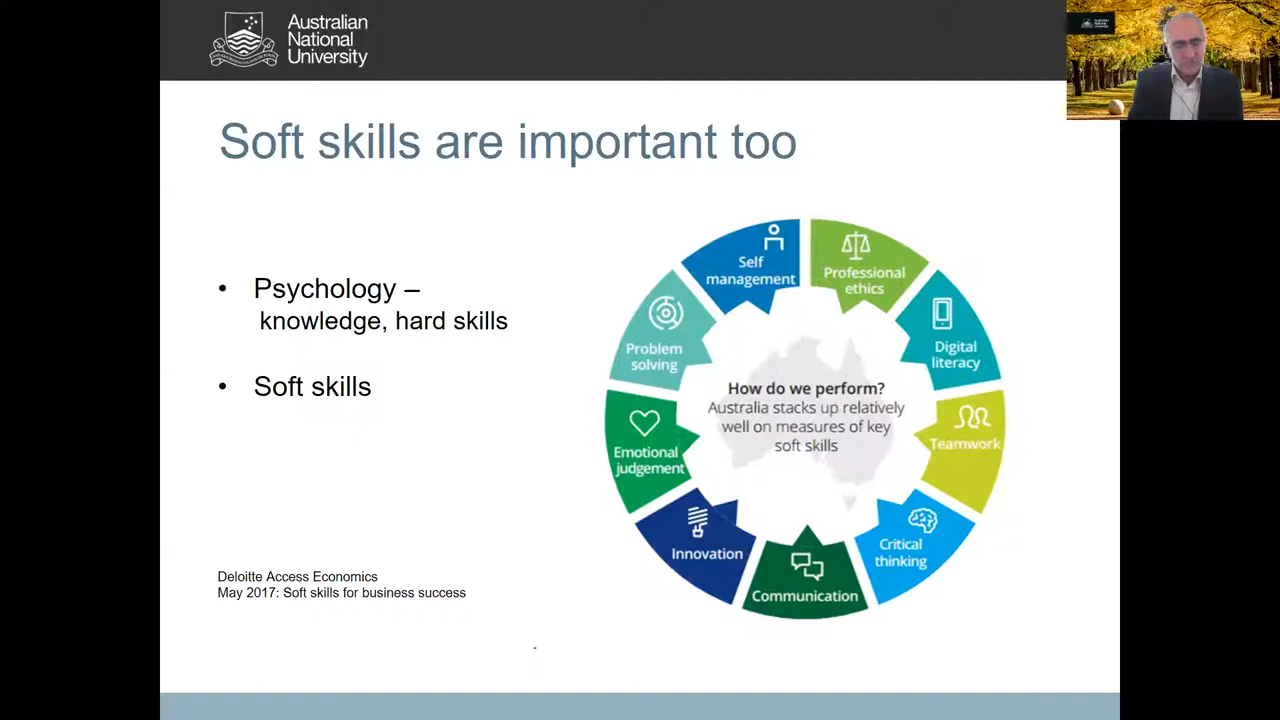 Australian
National
University
Soft skills are important too
• Psychology –
knowledge, hard skills
• Soft skills
Self
management
Professional
ethics
Digital
literacy
Teamwork
Critical
thinking
Communication
Innovation
Emotional
judgement
Problem
solving
How do we perform?
Australia stacks up relatively
well on measures of key
soft skills
Deloitte Access Economics
May 2017: Soft skills for business success